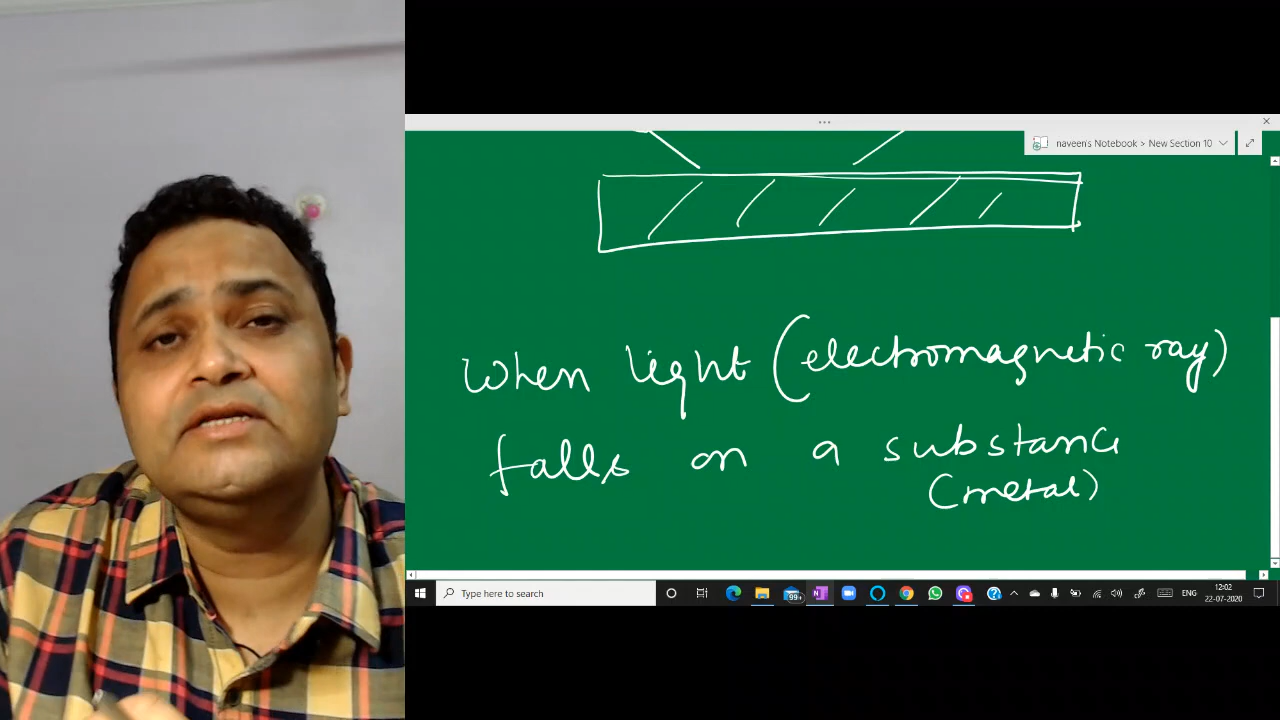 naveen's Notebook > New Section 10
When light (electromagnetic ray)
falls on a substance
(metal)
Type here to search
99+
ENG
12:02
22-07-2020